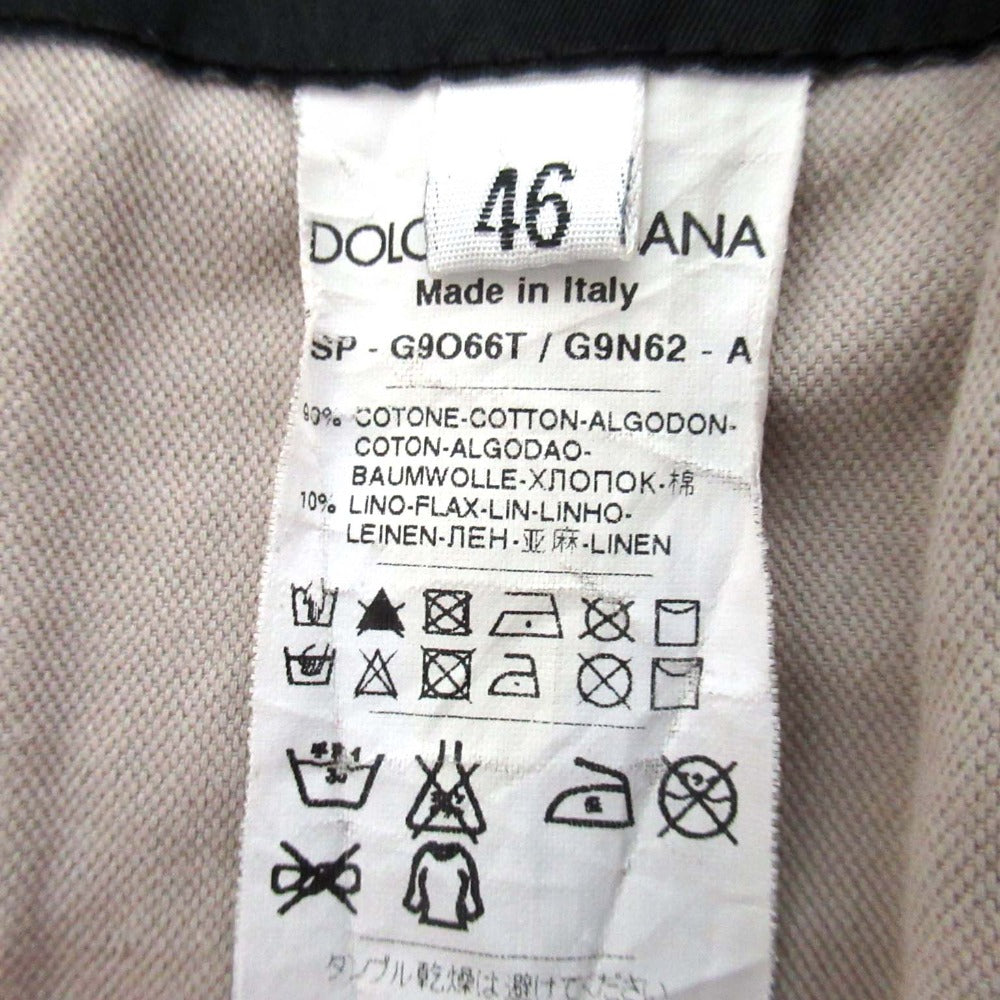 46
DOLC ANA
Made in Italy
SP - G9O66T / G9N62 - A
90% COTONE-COTTON-ALGODON-
COTON-ALGODAO-
BAUMWOLLE-ХЛОПОК-棉
10% LINO-FLAX-LIN-LINHO-
LEINEN-ЛЕН-亚麻-LINEN
30
タンブル乾燥は避けてください